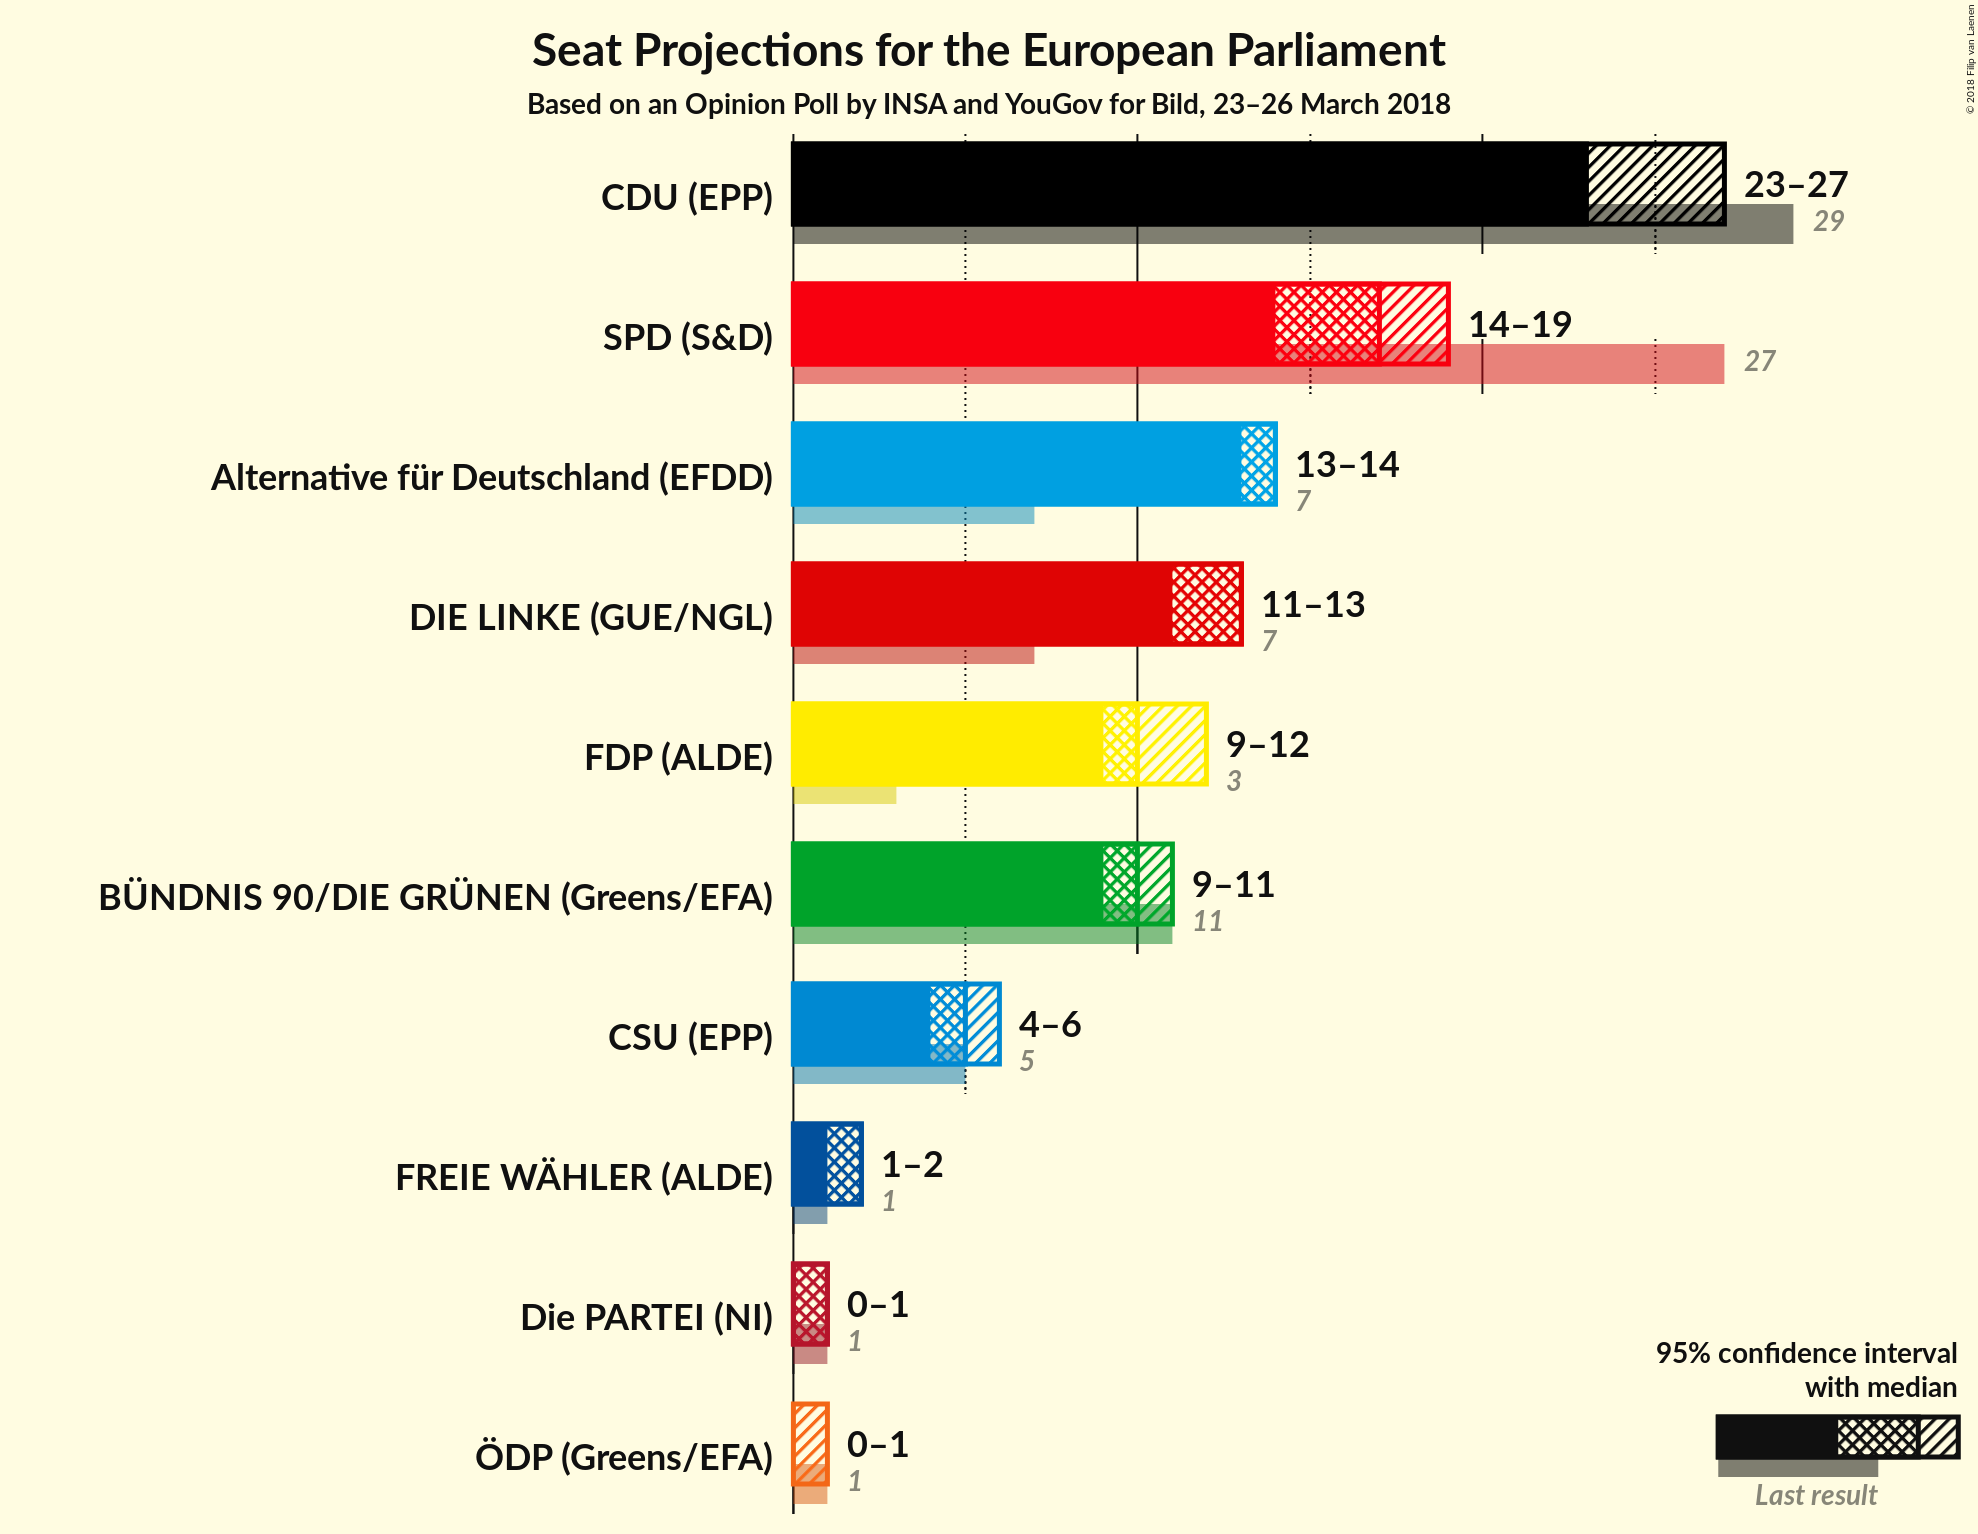 Seat Projections for the European Parliament
Based on an Opinion Poll by INSA and YouGov for Bild, 23–26 March 2018
© 2018 Filip van Laenen
CDU (EPP)
23–27
29
SPD (S&D)
14–19
27
Alternative für Deutschland (EFDD)
13–14
7
DIE LINKE (GUE/NGL)
11–13
7
FDP (ALDE)
9–12
3
BÜNDNIS 90/DIE GRÜNEN (Greens/EFA)
9–11
11
CSU (EPP)
4–6
5
FREIE WÄHLER (ALDE)
1–2
1
Die PARTEI (NI)
0–1
1
ÖDP (Greens/EFA)
0–1
1
95% confidence interval
with median
Last result